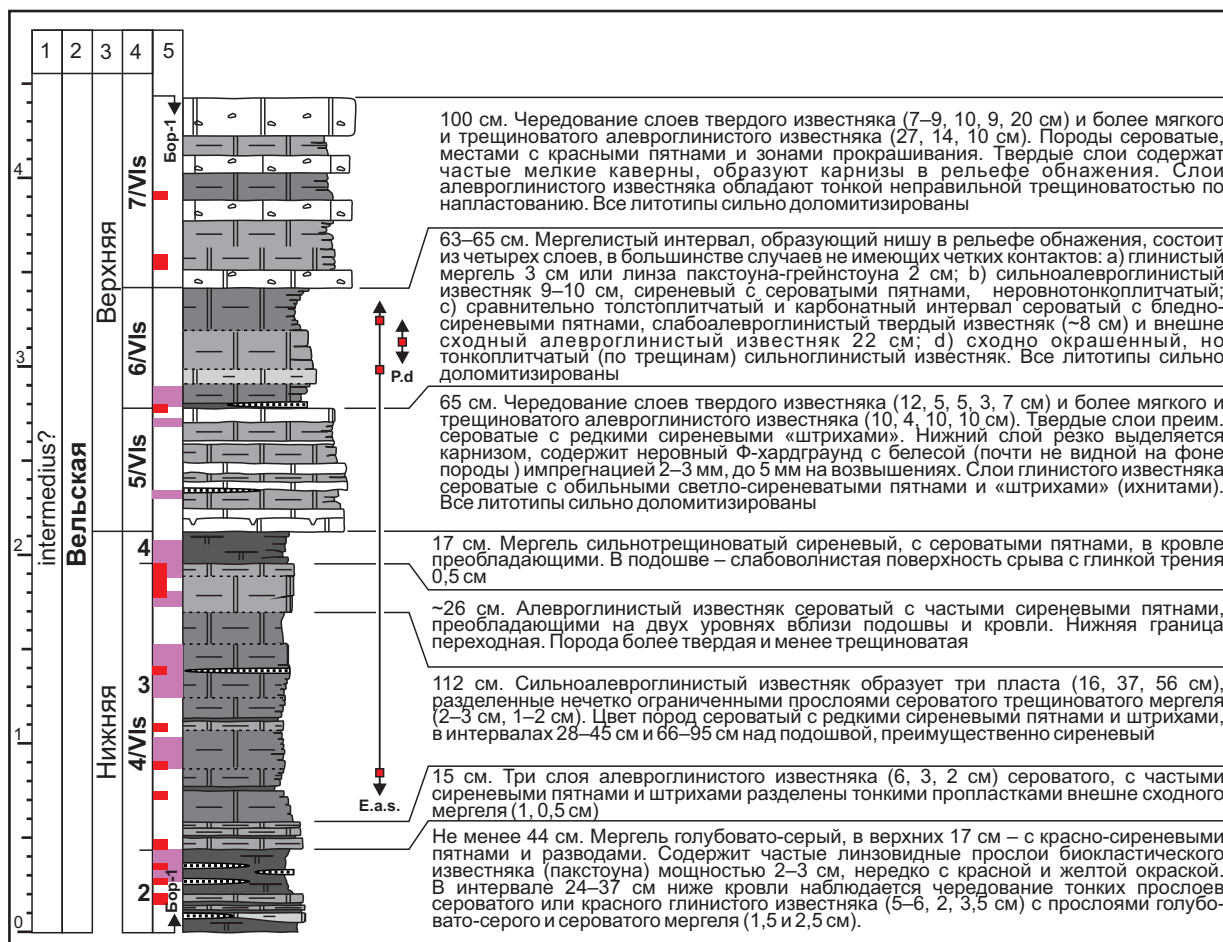 1 2 3 4 5
intermedius?
Вельская
Верхняя
Нижняя
7/VIs
6/VIs
5/VIs
4
3
4/VIs
2
Бор-1
Бор-1
4
3
2
1
0
P.d
E.a.s.
100 см. Чередование слоев твердого известняка (7–9, 10, 9, 20 см) и более мягкого
и трещиноватого алевроглинистого известняка (27, 14, 10 см). Породы сероватые,
местами с красными пятнами и зонами прокрашивания. Твердые слои содержат
частые мелкие каверны, образуют карнизы в рельефе обнажения. Слои
алевроглинистого известняка обладают тонкой неправильной трещиноватостью по
напластованию. Все литотипы сильно доломитизированы
63–65 см. Мергелистый интервал, образующий нишу в рельефе обнажения, состоит
из четырех слоев, в большинстве случаев не имеющих четких контактов: a) глинистый
мергель 3 см или линза пакстоуна-грейнстоуна 2 см; b) сильноалевроглинистый
известняк 9–10 см, сиреневый с сероватыми пятнами, неровнотонкоплитчатый;
c) сравнительно толстоплитчатый и карбонатный интервал сероватый с бледно-
сиреневыми пятнами, слабоалевроглинистый твердый известняк (~8 см) и внешне
сходный алевроглинистый известняк 22 см; d) сходно окрашенный, но
тонкоплитчатый (по трещинам) сильноглинистый известняк. Все литотипы сильно
доломитизированы
65 см. Чередование слоев твердого известняка (12, 5, 5, 3, 7 см) и более мягкого и
трещиноватого алевроглинистого известняка (10, 4, 10, 10 см). Твердые слои преим.
сероватые с редкими сиреневыми «штрихами». Нижний слой резко выделяется
карнизом, содержит неровный Ф-хардграунд с белесой (почти не видной на фоне
породы ) импрегнацией 2–3 мм, до 5 мм на возвышениях. Слои глинистого известняка
сероватые с обильными светло-сиреневатыми пятнами и «штрихами» (ихнитами).
Все литотипы сильно доломитизированы
17 см. Мергель сильнотрещиноватый сиреневый, с сероватыми пятнами, в кровле
преобладающими. В подошве – слабоволнистая поверхность срыва с глинкой трения
0,5 см
~26 см. Алевроглинистый известняк сероватый с частыми сиреневыми пятнами,
преобладающими на двух уровнях вблизи подошвы и кровли. Нижняя граница
переходная. Порода более твердая и менее трещиноватая
112 см. Сильноалевроглинистый известняк образует три пласта (16, 37, 56 см),
разделенные нечетко ограниченными прослоями сероватого трещиноватого мергеля
(2–3 см, 1–2 см). Цвет пород сероватый с редкими сиреневыми пятнами и штрихами,
в интервалах 28–45 см и 66–95 см над подошвой, преимущественно сиреневый
15 см. Три слоя алевроглинистого известняка (6, 3, 2 см) сероватого, с частыми
сиреневыми пятнами и штрихами разделены тонкими пропластками внешне сходного
мергеля (1, 0,5 см)
Не менее 44 см. Мергель голубовато-серый, в верхних 17 см – с красно-сиреневыми
пятнами и разводами. Содержит частые линзовидные прослои биокластического
известняка (пакстоуна) мощностью 2–3 см, нередко с красной и желтой окраской.
В интервале 24–37 см ниже кровли наблюдается чередование тонких прослоев
сероватого или красного глинистого известняка (5–6, 2, 3,5 см) с прослоями голубо-
вато-серого и сероватого мергеля (1,5 и 2,5 см).